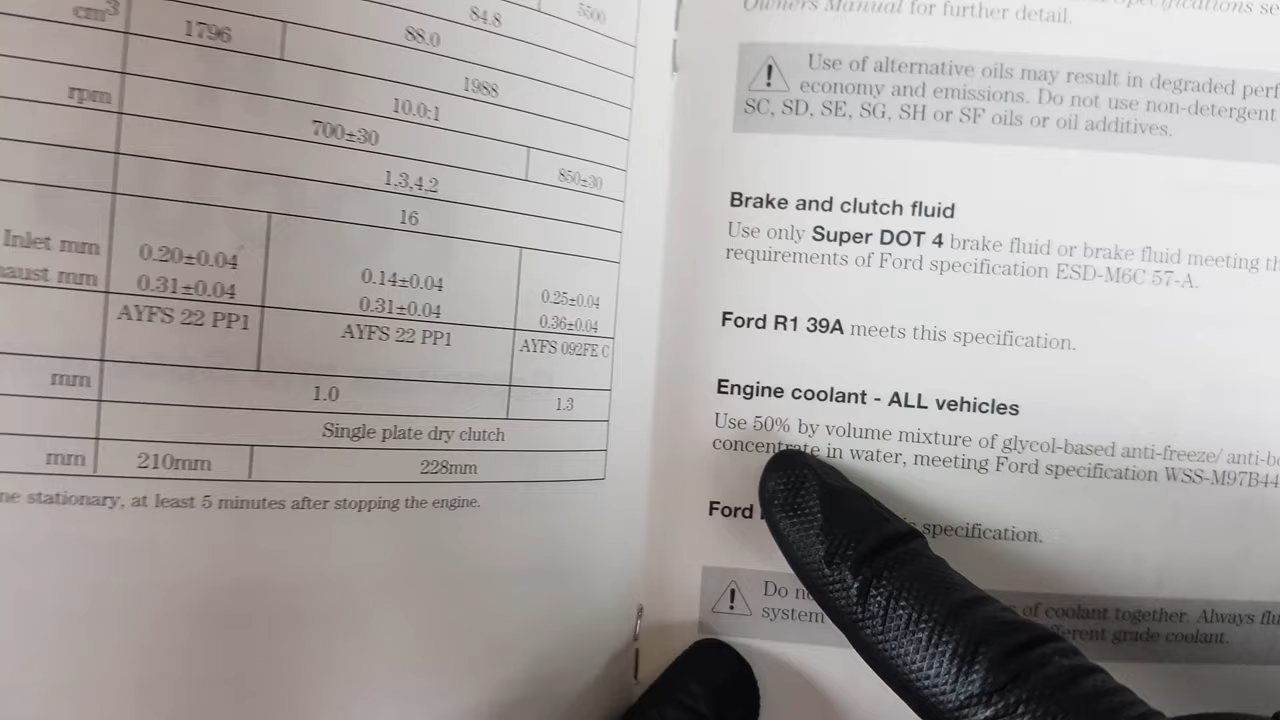 cm3
1796
84.8
5500
88.0
1988
rpm
10.0:1
700±30
850±30
1,3,4,2
16
Inlet mm
0.20±0.04
0.14±0.04
0.25±0.04
haust mm
0.31±0.04
0.31±0.04
0.36±0.04
AYFS 22 PP1
AYFS 22 PP1
AYFS 092FE C
mm
1.0
1.3
Single plate dry clutch
mm
210mm
228mm
ne stationary, at least 5 minutes after stopping the engine.
Specifications se
Owners Manual for further detail.
Use of alternative oils may result in degraded perf
economy and emissions. Do not use non-detergent
SC, SD, SE, SG, SH or SF oils or oil additives.
Brake and clutch fluid
Use only Super DOT 4 brake fluid or brake fluid meeting th
requirements of Ford specification ESD-M6C 57-A.
Ford R1 39A meets this specification.
Engine coolant - ALL vehicles
Use 50% by volume mixture of glycol-based anti-freeze/ anti-bo
concentrate in water, meeting Ford specification WSS-M97B44
Ford specification.
Do of coolant together. Always flu
system fferent grade coolant.